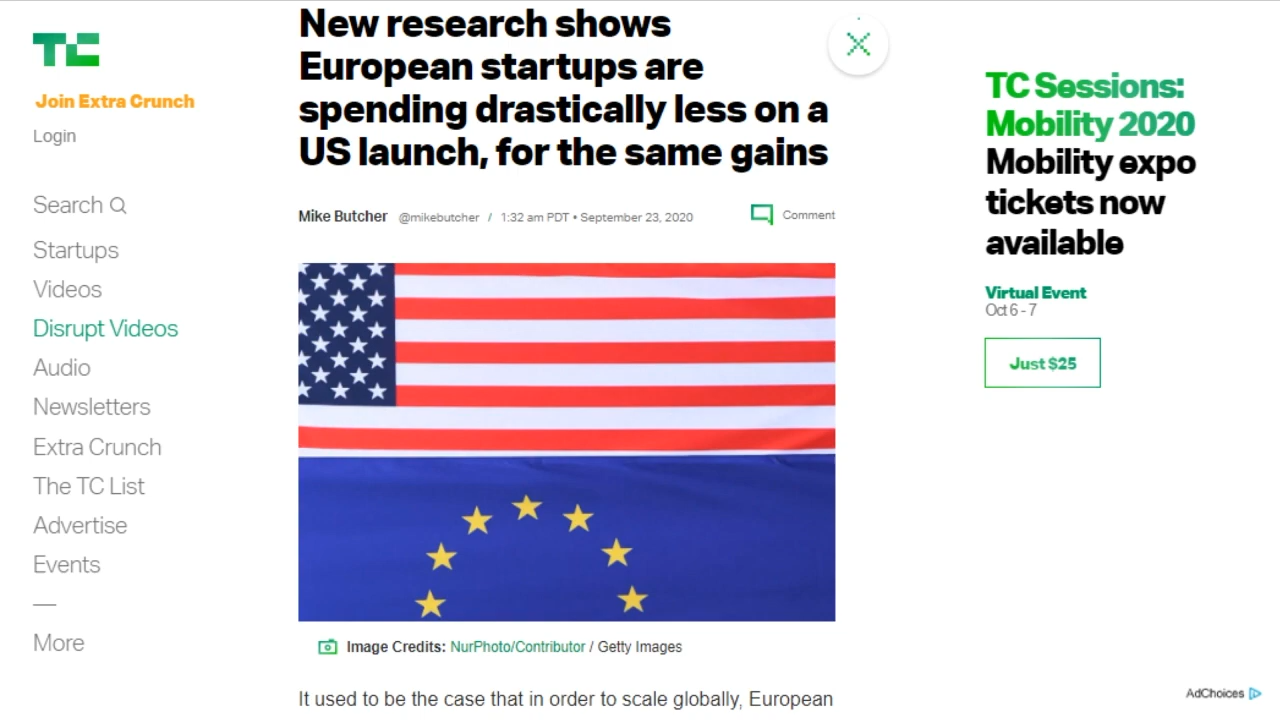 TC
Join Extra Crunch
Login
Search
Startups
Videos
Disrupt Videos
Audio
Newsletters
Extra Crunch
The TC List
Advertise
Events
—
More
New research shows
European startups are
spending drastically less on a
US launch, for the same gains
Mike Butcher @mikebutcher / 1:32 am PDT • September 23, 2020
Comment
Image Credits: NurPhoto/Contributor / Getty Images
It used to be the case that in order to scale globally, European
TC Sessions:
Mobility 2020
Mobility expo
tickets now
available
Virtual Event
Oct 6 - 7
Just $25
AdChoices